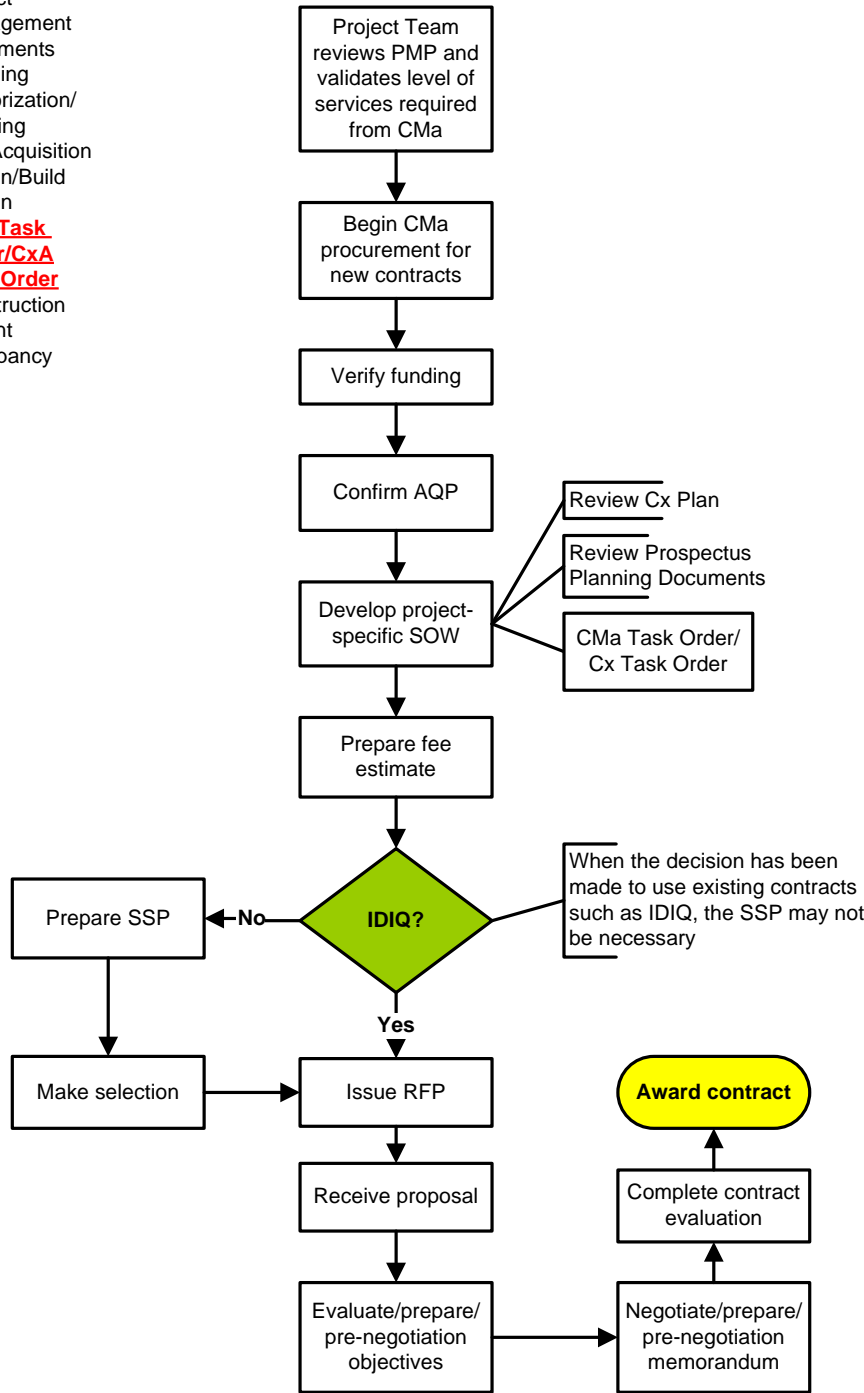 Project Team
reviews PMP and
validates level of
services required
from CMa
Begin CMa
procurement for
new contracts
Verify funding
Confirm AQP
Develop project-
specific SOW
Review Cx Plan
Review Prospectus
Planning Documents
CMa Task Order/
Cx Task Order
Prepare fee
estimate
IDIQ?
When the decision has been
made to use existing contracts
such as IDIQ, the SSP may not
be necessary
No
Prepare SSP
Yes
Make selection
Issue RFP
Award contract
Receive proposal
Complete contract
evaluation
Evaluate/prepare/
pre-negotiation
objectives
Negotiate/prepare/
pre-negotiation
memorandum
Task
/CxA
Order